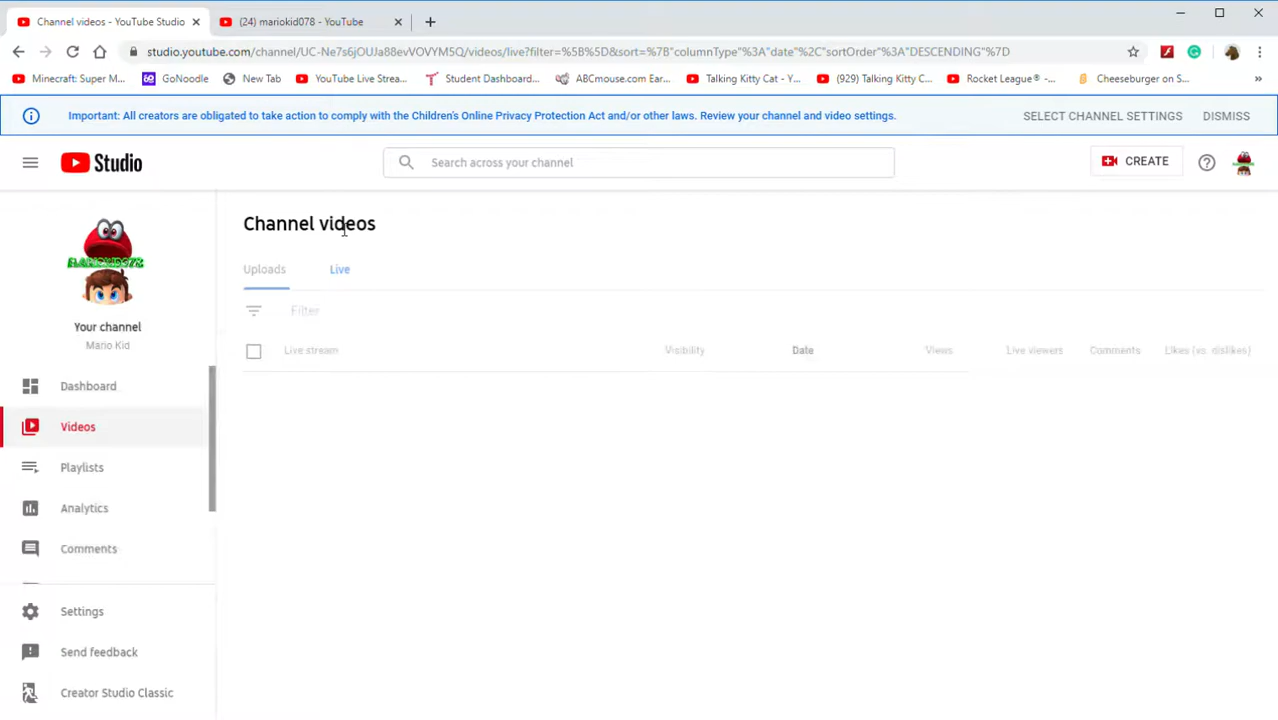 Channel videos - YouTube Studio
(24) mariokid078 - YouTube
studio.youtube.com/channel/UC-Ne7s6jOUJa88evVOVYM5Q/videos/live?filter=%5B%5D&sort=%7B"columnType"%3A"date"%2C"sortOrder"%3A"DESCENDING"%7D
Minecraft: Super M... GoNoodle New Tab YouTube Live Strea... Student Dashboard... ABCmouse.com Ear... Talking Kitty Cat - Y... (929) Talking Kitty C... Rocket League® -... Cheeseburger on S... »
Important: All creators are obligated to take action to comply with the Children's Online Privacy Protection Act and/or other laws. Review your channel and video settings. SELECT CHANNEL SETTINGS DISMISS
Studio
Search across your channel
CREATE
Channel videos
Uploads Live
Filter
Live stream Visibility Date Views Live viewers Comments Likes (vs. dislikes)
MARIOKID078
Your channel
Mario Kid
Dashboard
Videos
Playlists
Analytics
Comments
Settings
Send feedback
Creator Studio Classic